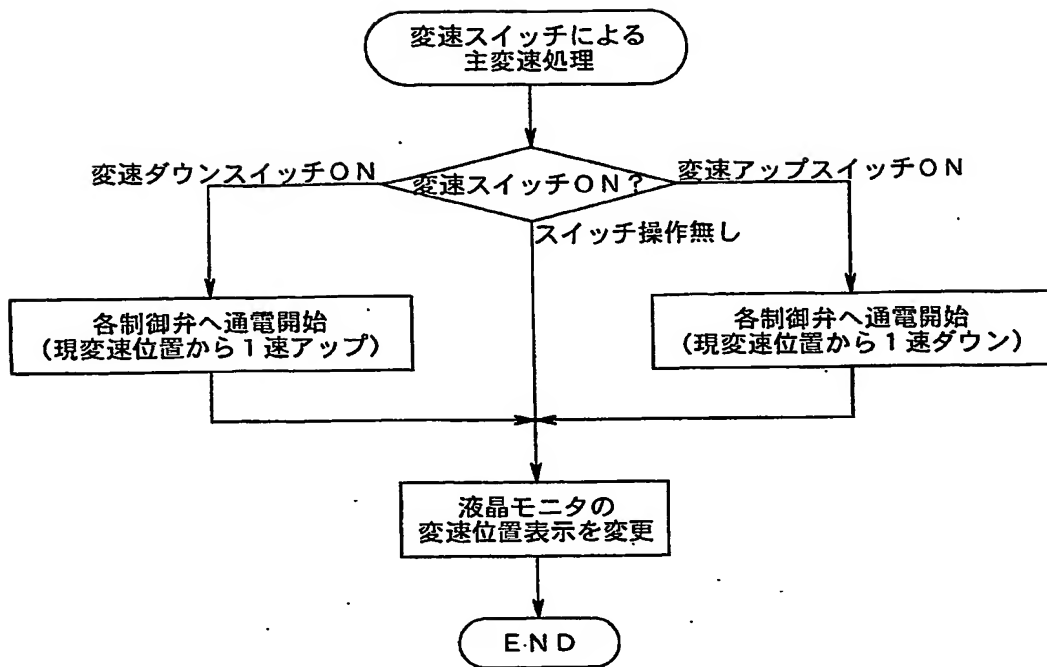 変速スイッチによる
主変速処理
変速ダウンスイッチON
変速スイッチON？
変速アップスイッチON
スイッチ操作無し
各制御弁へ通電開始
（現変速位置から1速アップ）
各制御弁へ通電開始
（現変速位置から1速ダウン）
液晶モニタの
変速位置表示を変更
END